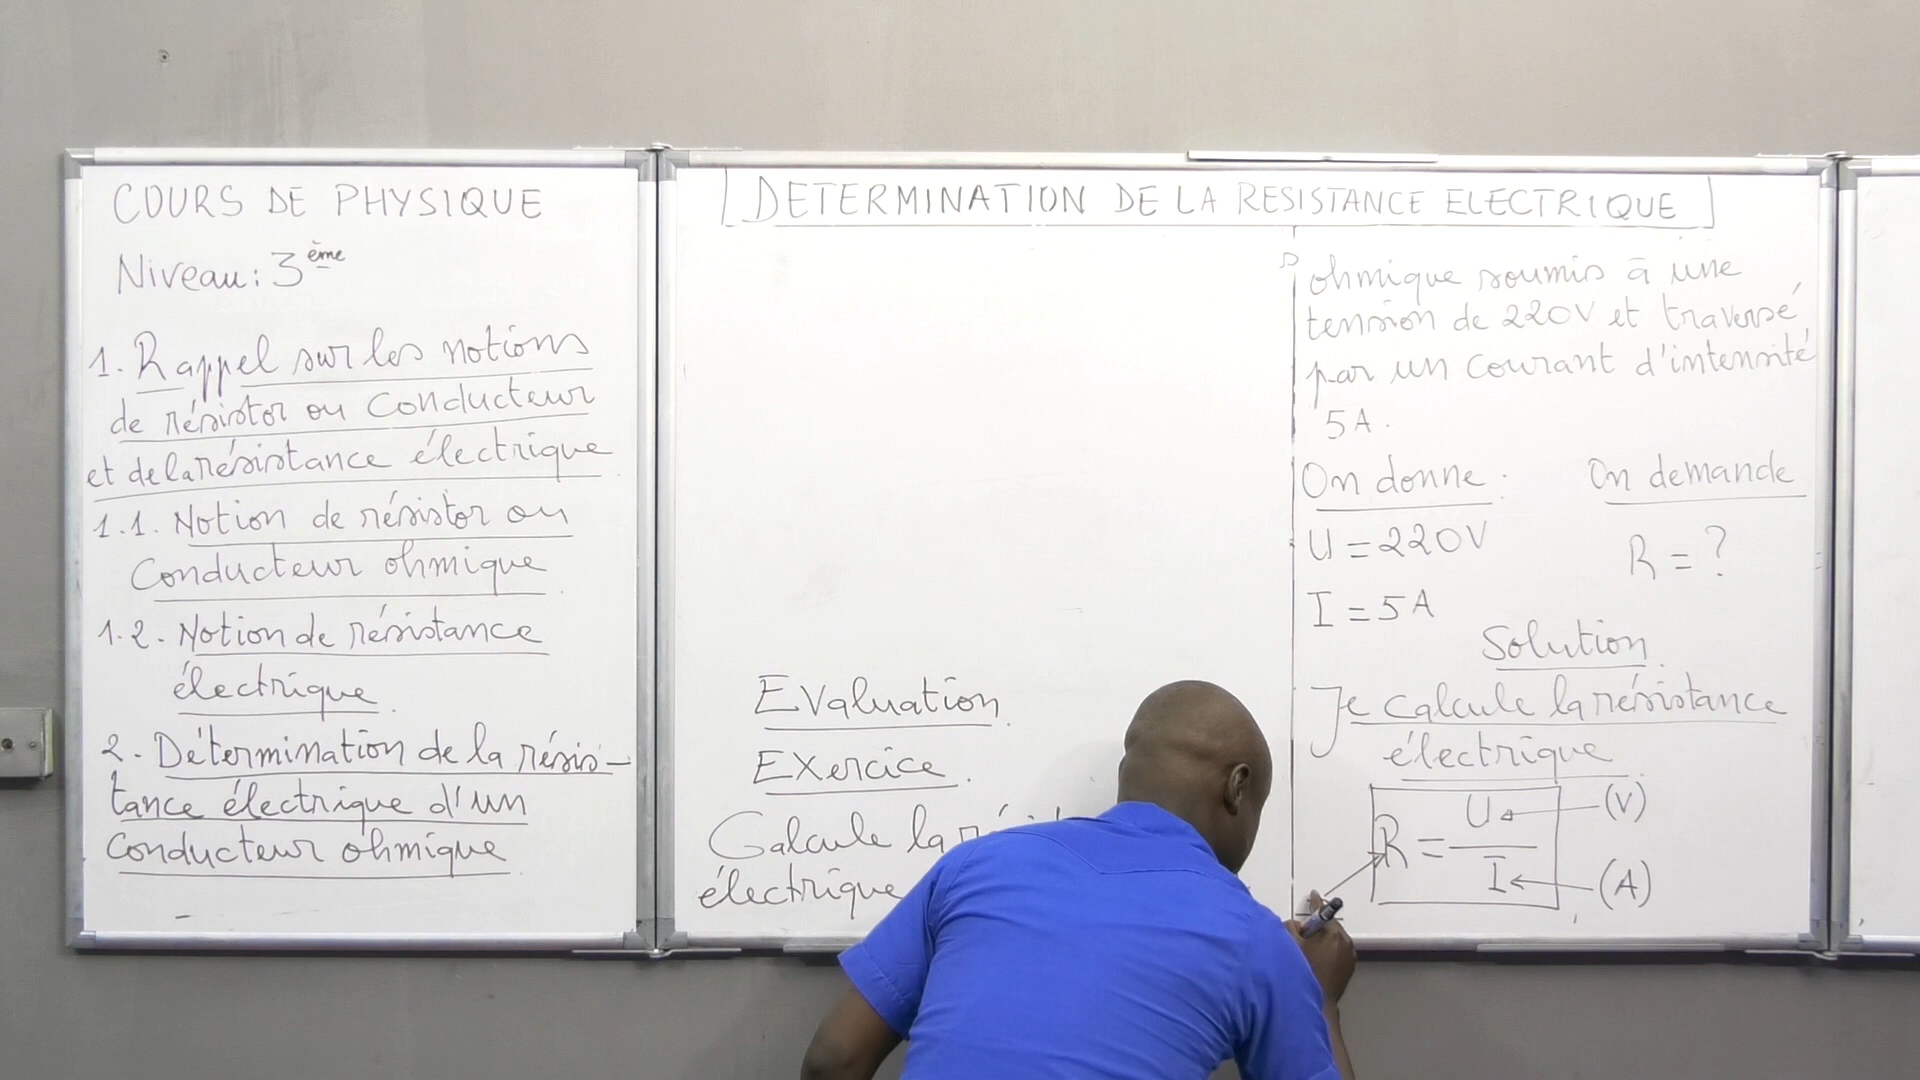 COURS DE PHYSIQUE
Niveau: 3ème
1. Rappel sur les notions
de résistor ou Conducteur
et de la résistance électrique
1.1. Notion de résistor ou
Conducteur ohmique
1.2. Notion de résistance
électrique.
2. Détermination de la résis-
tance électrique d'un
Conducteur ohmique.
DETERMINATION DE LA RESISTANCE ELECTRIQUE
Evaluation.
Exercice.
Calcule la
électrique
ohmique soumis à une
tension de 220V et traversé
par un courant d'intensité
5A.
On donne: On demande
U = 220V R = ?
I = 5A
Solution.
Je calcule la résistance
électrique
R = U / I (V) (A)